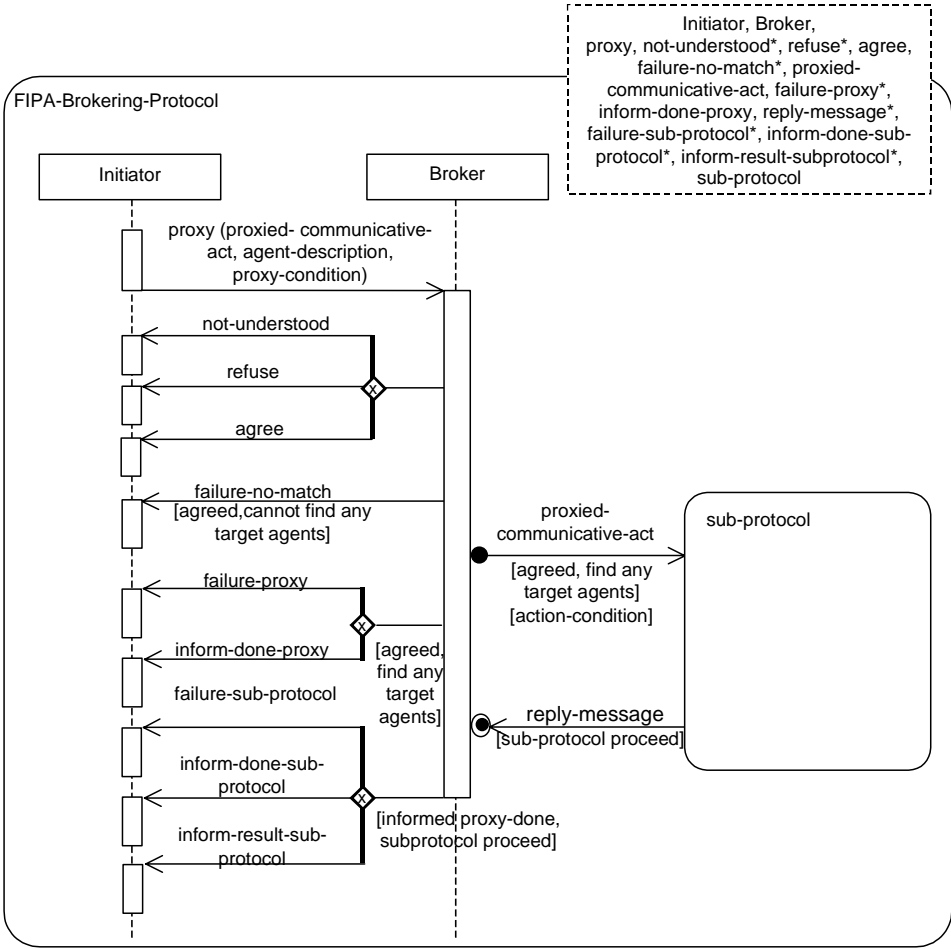 Initiator, Broker,
proxy, not-understood*, refuse*, agree,
failure-no-match*, proxied-
communicative-act, failure-proxy*,
inform-done-proxy, reply-message*,
failure-sub-protocol*, inform-done-sub-
protocol*, inform-result-subprotocol*,
sub-protocol
FIPA-Brokering-Protocol
Initiator
Broker
proxy (proxied- communicative-
act, agent-description,
proxy-condition)
not-understood
refuse
x
agree
failure-no-match
[agreed,cannot find any
target agents]
proxied-
communicative-act
[agreed, find any
target agents]
[action-condition]
sub-protocol
failure-proxy
x
inform-done-proxy
[agreed,
find any
target
agents]
failure-sub-protocol
reply-message
[sub-protocol proceed]
inform-done-sub-
protocol
x
[informed proxy-done,
subprotocol proceed]
inform-result-sub-
protocol